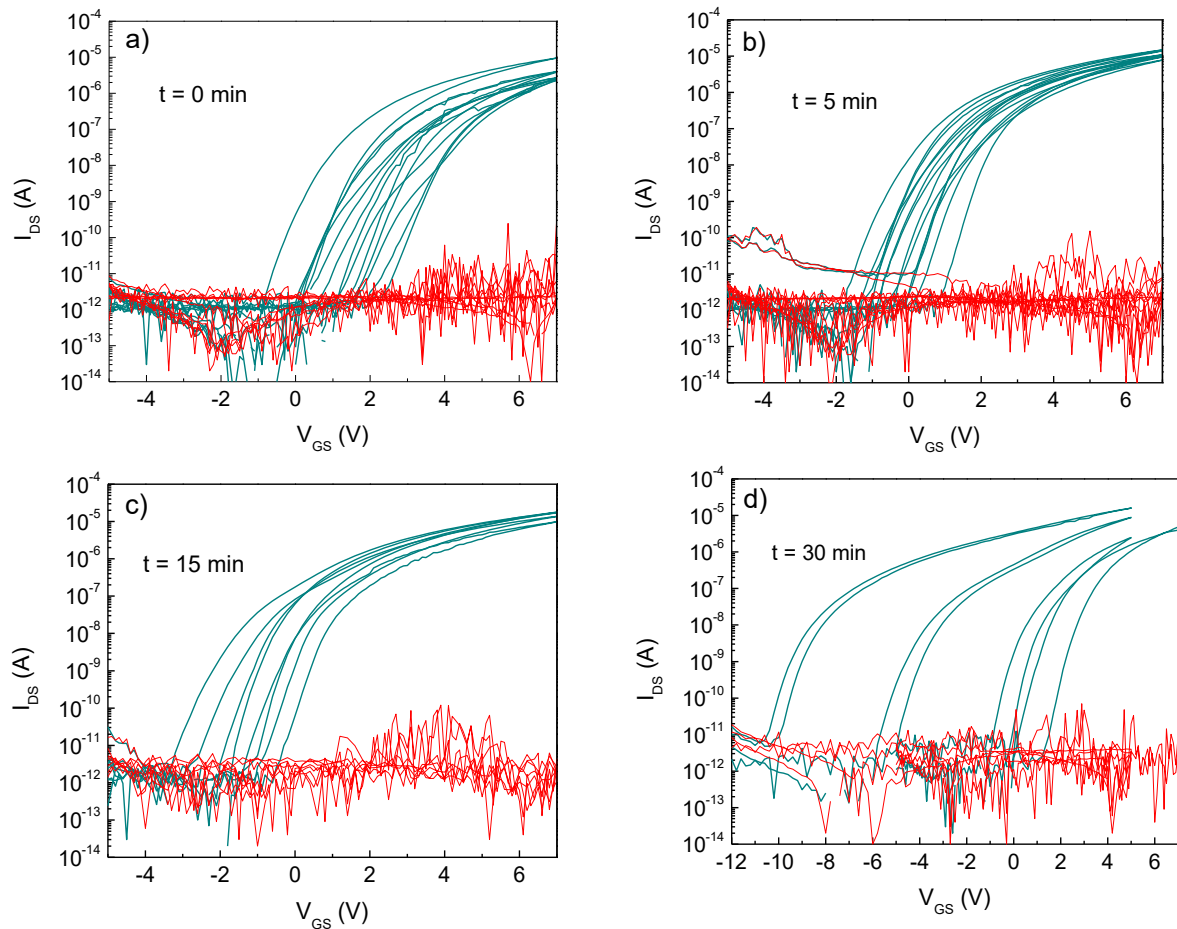 a)
t = 0 min
10^-4
10^-5
10^-6
10^-7
10^-8
10^-9
10^-10
10^-11
10^-12
10^-13
10^-14
I_DS (A)
-4 -2 0 2 4 6
V_GS (V)
b)
t = 5 min
10^-4
10^-5
10^-6
10^-7
10^-8
10^-9
10^-10
10^-11
10^-12
10^-13
10^-14
I_DS (A)
-4 -2 0 2 4 6
V_GS (V)
c)
t = 15 min
10^-4
10^-5
10^-6
10^-7
10^-8
10^-9
10^-10
10^-11
10^-12
10^-13
10^-14
I_DS (A)
-4 -2 0 2 4 6
V_GS (V)
d)
t = 30 min
10^-4
10^-5
10^-6
10^-7
10^-8
10^-9
10^-10
10^-11
10^-12
10^-13
10^-14
I_DS (A)
-12 -10 -8 -6 -4 -2 0 2 4 6
V_GS (V)